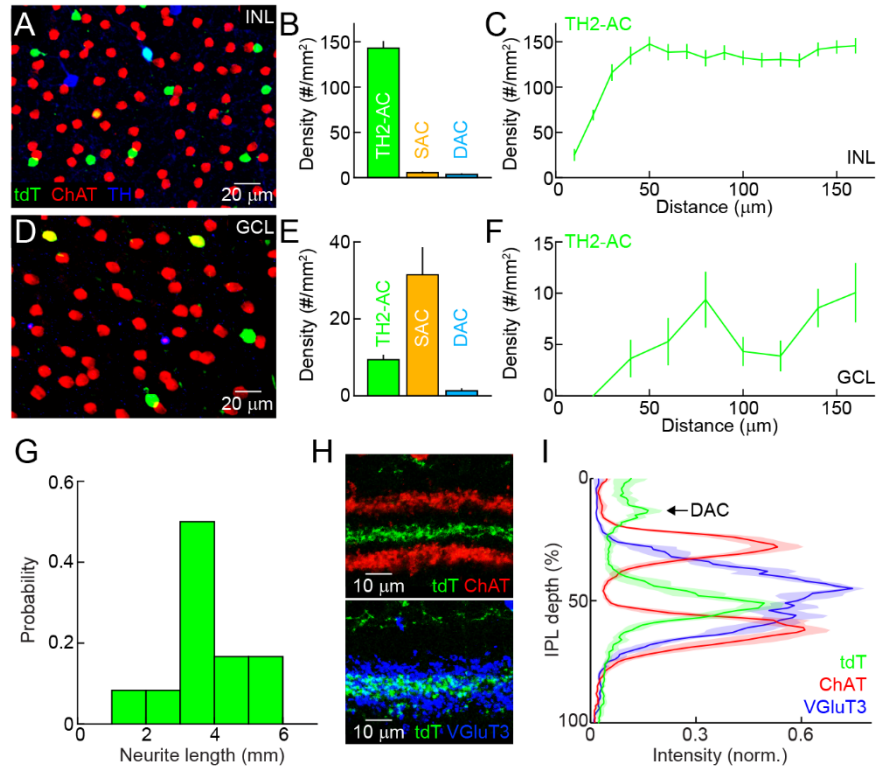 A
INL
tdT ChAT TH
20 μm
B
Density (#/mm²)
150
100
50
0
TH2-AC
SAC
DAC
C
TH2-AC
Density (#/mm²)
150
100
50
0
0
50
100
150
Distance (μm)
INL
D
GCL
20 μm
E
Density (#/mm²)
40
20
0
TH2-AC
SAC
DAC
F
TH2-AC
Density (#/mm²)
15
10
5
0
0
50
100
150
Distance (μm)
GCL
G
Probability
0.6
0.4
0.2
0
0
2
4
6
Neurite length (mm)
H
10 μm
tdT ChAT
10 μm
tdT VGluT3
I
IPL depth (%)
0
50
100
DAC
tdT
ChAT
VGluT3
0
0.3
0.6
Intensity (norm.)